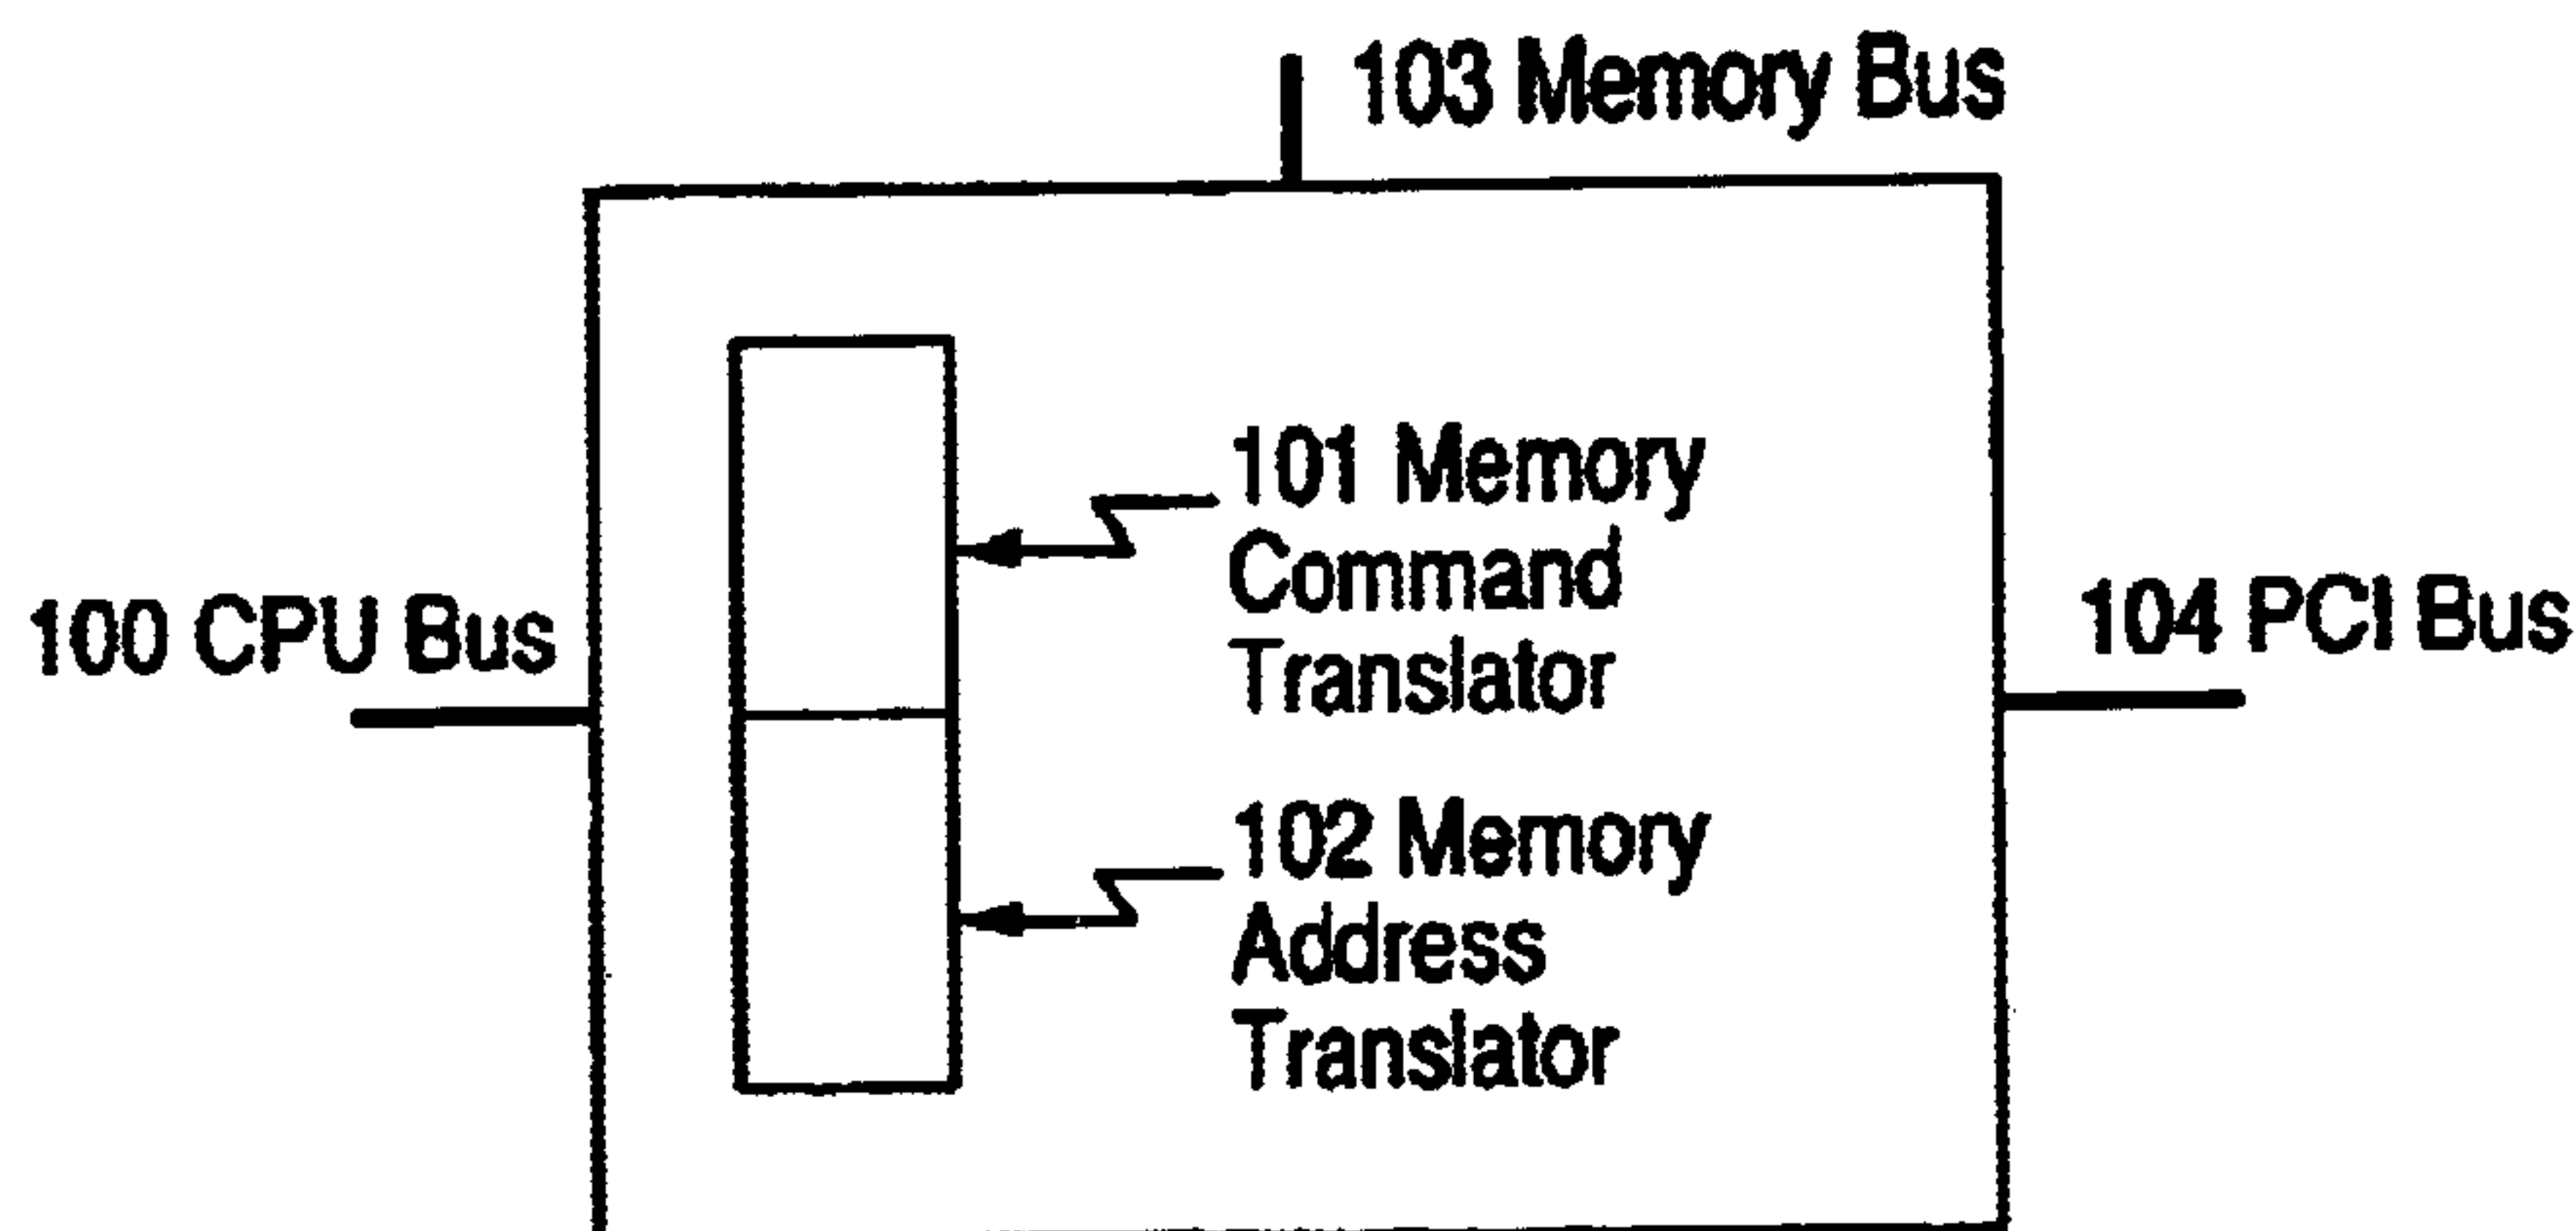 103 Memory Bus
101 Memory
Command
Translator
100 CPU Bus
104 PCI Bus
102 Memory
Address
Translator